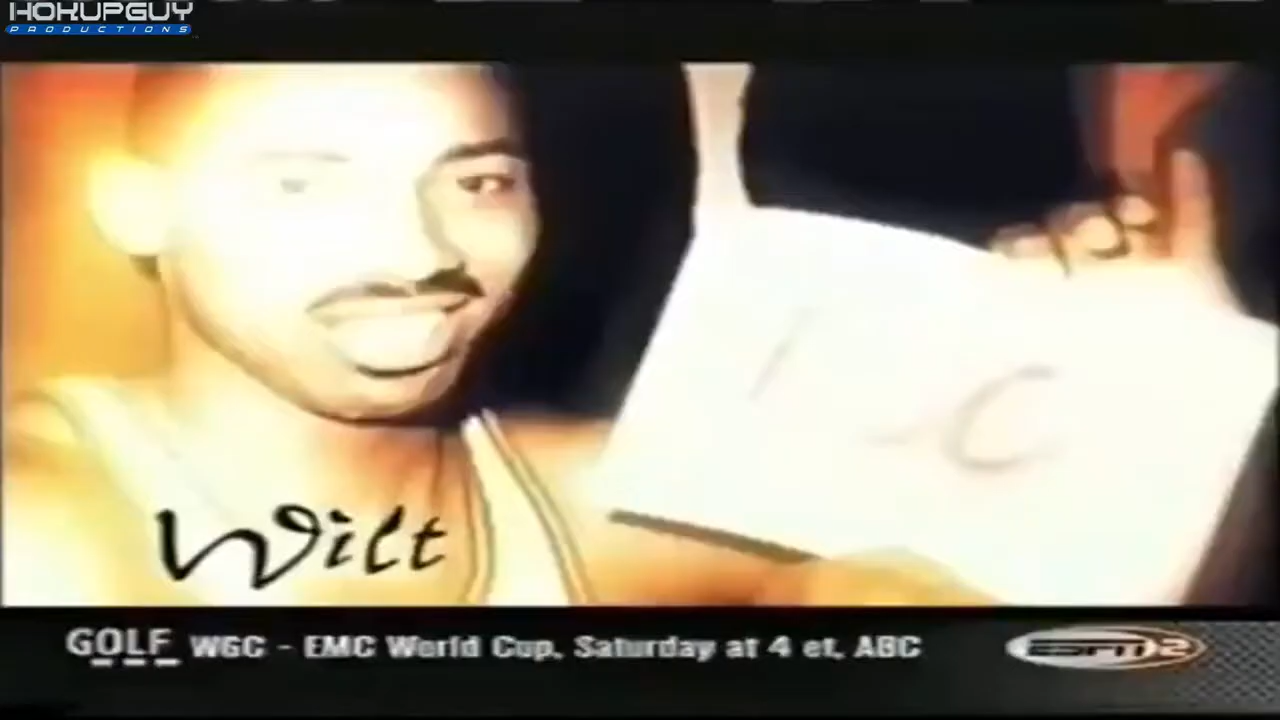 HOKUPGUY
PRODUCTIONS
Wilt
GOLF WGC - EMC World Cup, Saturday at 4 et, ABC
ESPN2